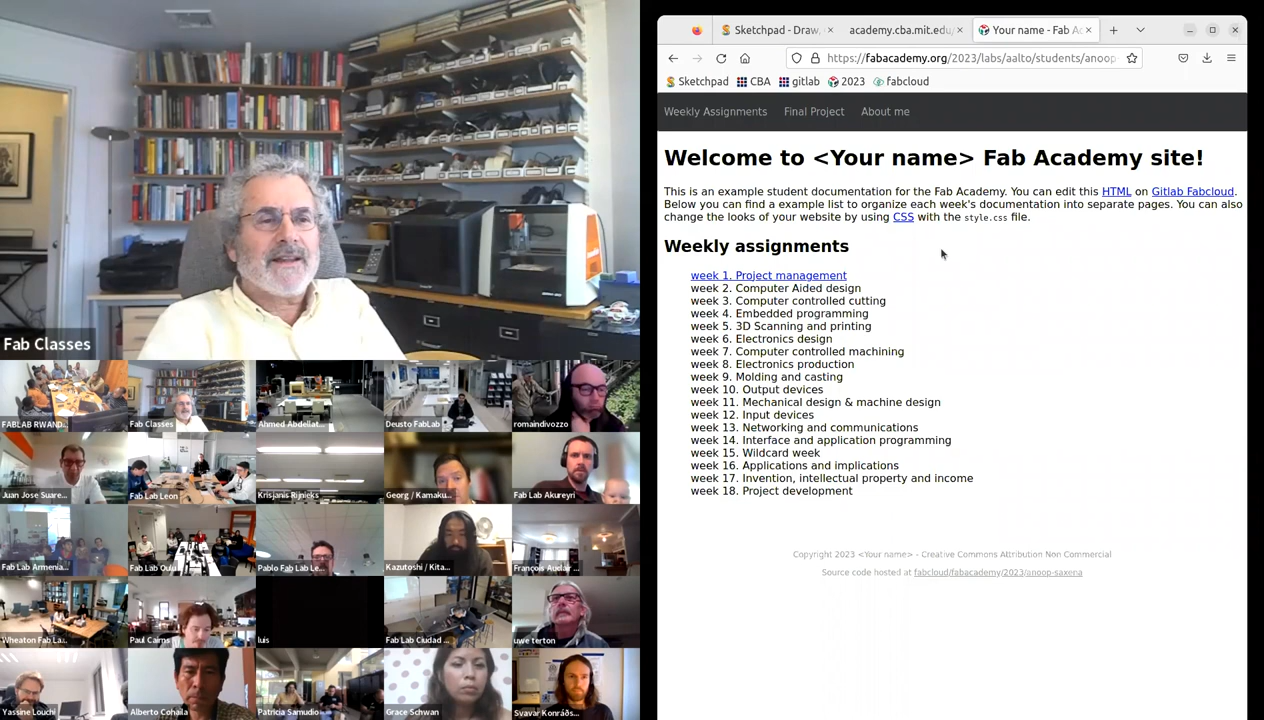 Fab Classes
FABLAB RWAND...
Fab Classes
Ahmed Abdellat...
Deusto FabLab
romaindivozzo
Juan Jose Suare...
Fab Lab Leon
Krisjanis Rijnieks
Georg / Kamaku...
Fab Lab Akureyri
Fab Lab Armenia...
Fab Lab Oulu
Pablo Fab Lab Le...
Kazutoshi / Kita...
François Auclair ...
Wheaton Fab La...
Paul Cairns
luis
Fab Lab Ciudad ...
uwe terton
Yassine Louchi
Alberto Cohaila
Patricia Samudio
Grace Schwan
Svavar Konráðs...
Sketchpad - Draw,
academy.cba.mit.edu/
Your name - Fab Ac
https://fabacademy.org/2023/labs/aalto/students/anoop-
Sketchpad
CBA
gitlab
2023
fabcloud
Weekly Assignments
Final Project
About me
Welcome to <Your name> Fab Academy site!
This is an example student documentation for the Fab Academy. You can edit this HTML on Gitlab Fabcloud.
Below you can find a example list to organize each week's documentation into separate pages. You can also
change the looks of your website by using CSS with the style.css file.
Weekly assignments
week 1. Project management
week 2. Computer Aided design
week 3. Computer controlled cutting
week 4. Embedded programming
week 5. 3D Scanning and printing
week 6. Electronics design
week 7. Computer controlled machining
week 8. Electronics production
week 9. Molding and casting
week 10. Output devices
week 11. Mechanical design & machine design
week 12. Input devices
week 13. Networking and communications
week 14. Interface and application programming
week 15. Wildcard week
week 16. Applications and implications
week 17. Invention, intellectual property and income
week 18. Project development
Copyright 2023 <Your name> - Creative Commons Attribution Non Commercial
Source code hosted at fabcloud/fabacademy/2023/anoop-saxena